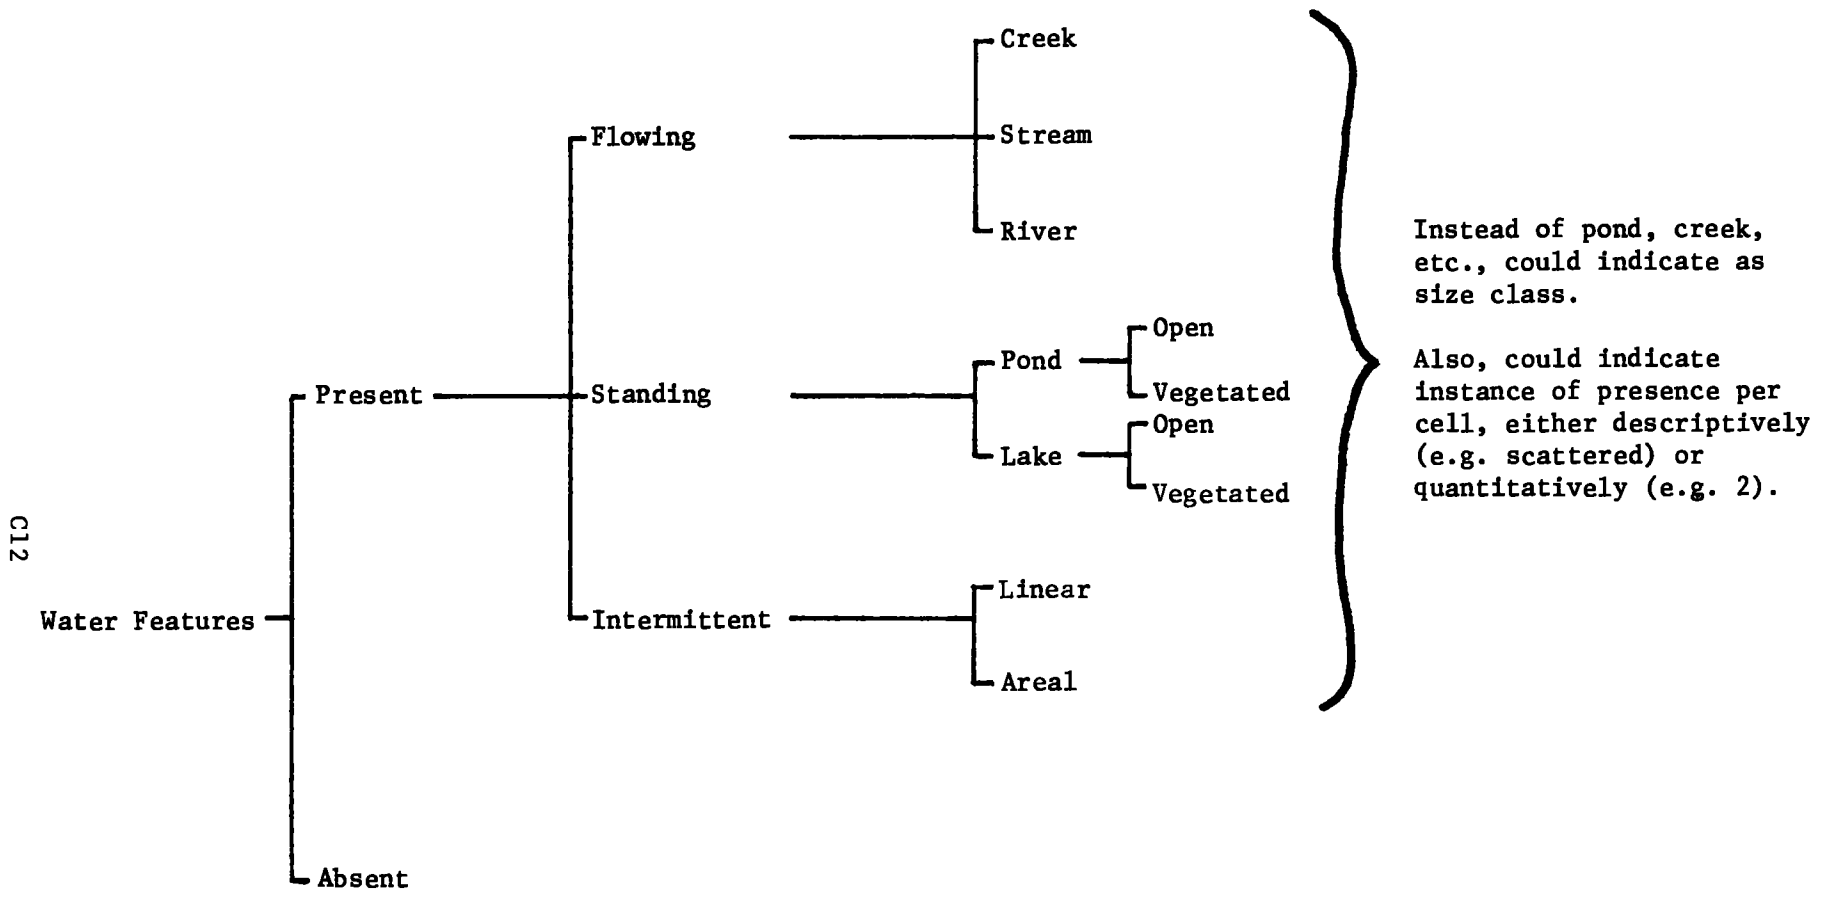 Creek
Flowing
Stream
River
Instead of pond, creek,
etc., could indicate as
size class.
Open
Pond
Also, could indicate
Present
Standing
Vegetated
instance of presence per
Open
cell, either descriptively
Lake
(e.g. scattered) or
Vegetated
quantitatively (e.g. 2).
C12
Linear
Water Features
Intermittent
Areal
Absent